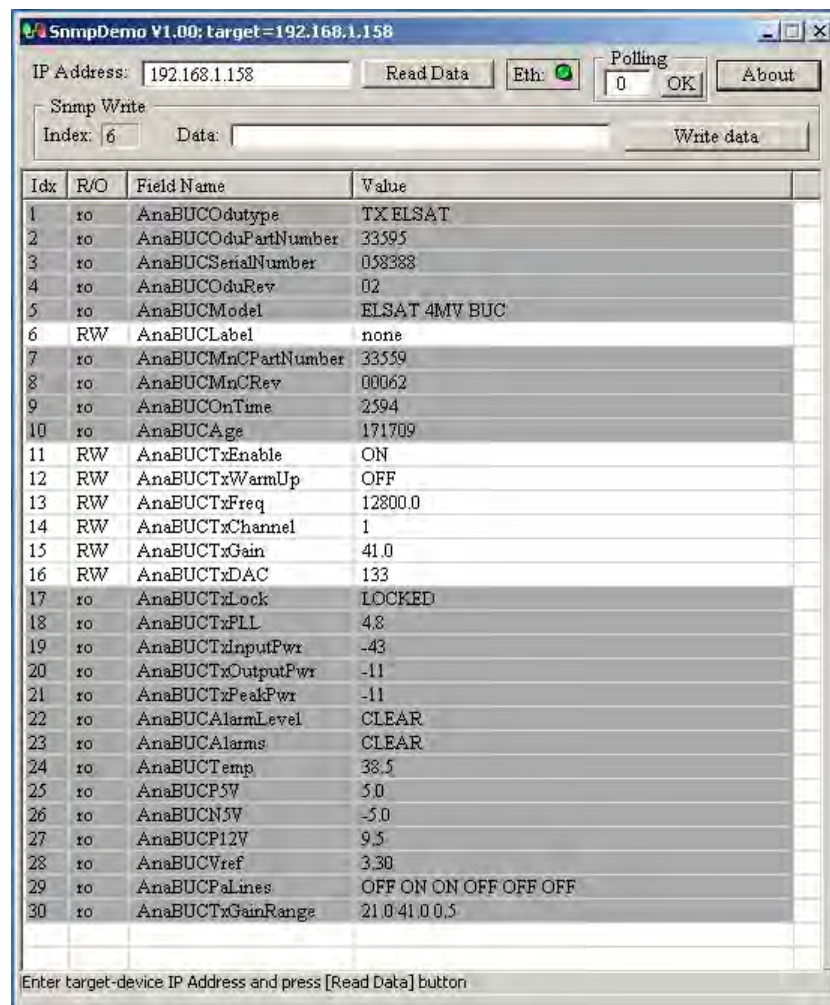 SnmpDemo V1.00; target=192.168.1.158
IP Address: 192.168.1.158 Read Data Eth: Polling 0 OK About
Snmp Write
Index: 6 Data: Write data
Idx R/O Field Name Value
1 ro AnaBUCOdutype TX ELSAT
2 ro AnaBUCOduPartNumber 33595
3 ro AnaBUCSerialNumber 058388
4 ro AnaBUCOduRev 02
5 ro AnaBUCModel ELSAT 4MV BUC
6 RW AnaBUCLabel none
7 ro AnaBUCMnCPartNumber 33559
8 ro AnaBUCMnCRev 00062
9 ro AnaBUCOnTime 2594
10 ro AnaBUCAge 171709
11 RW AnaBUCTxEnable ON
12 RW AnaBUCTxWarmUp OFF
13 RW AnaBUCTxFreq 12800.0
14 RW AnaBUCTxChannel 1
15 RW AnaBUCTxGain 41.0
16 RW AnaBUCTxDAC 133
17 ro AnaBUCTxLock LOCKED
18 ro AnaBUCTxPLL 4.8
19 ro AnaBUCTxInputPwr -43
20 ro AnaBUCTxOutputPwr -11
21 ro AnaBUCTxPeakPwr -11
22 ro AnaBUCAlarmLevel CLEAR
23 ro AnaBUCAlarms CLEAR
24 ro AnaBUCTemp 38.5
25 ro AnaBUCP5V 5.0
26 ro AnaBUCN5V -5.0
27 ro AnaBUCP12V 9.5
28 ro AnaBUCVref 3.30
29 ro AnaBUCPaLines OFF ON ON OFF OFF OFF
30 ro AnaBUCTxGainRange 21.0 41.0 0.5
Enter target-device IP Address and press [Read Data] button